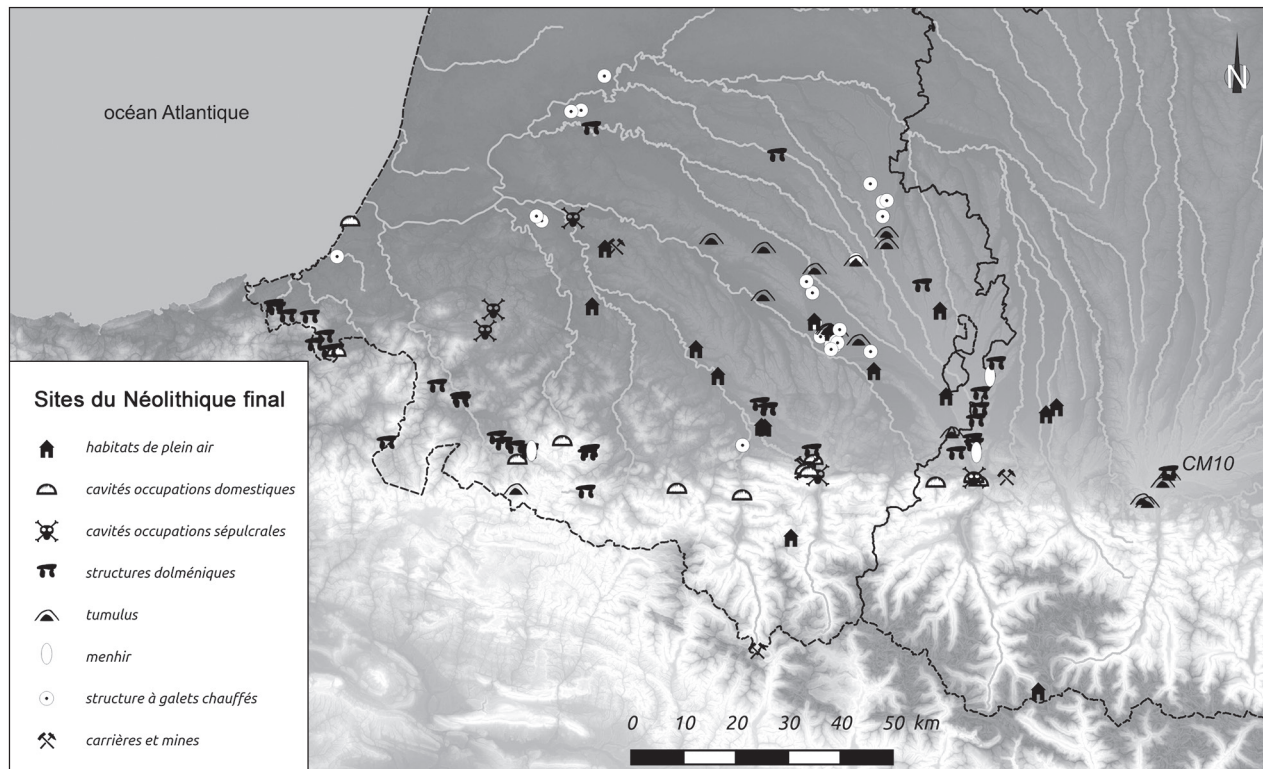 océan Atlantique
N
CM10
Sites du Néolithique final
habitats de plein air
cavités occupations domestiques
cavités occupations sépulcrales
structures dolméniques
tumulus
menhir
structure à galets chauffés
carrières et mines
0 10 20 30 40 50 km